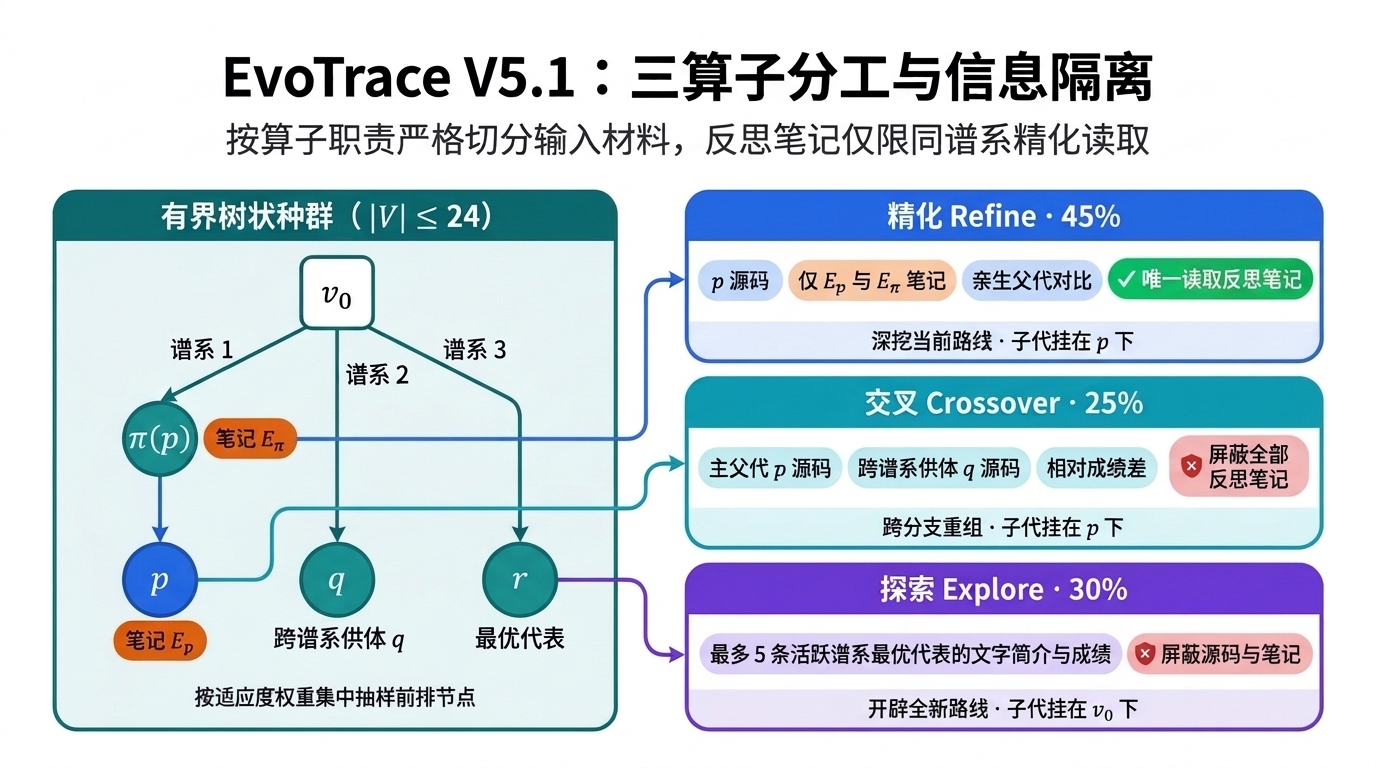 EvoTrace V5.1：三算子分工与信息隔离
按算子职责严格切分输入材料，反思笔记仅限同谱系精化读取
有界树状种群（ |V| ≤ 24）
v₀
谱系 1
谱系 2
谱系 3
π(p)
笔记 E_π
p
q
r
笔记 E_p
跨谱系供体 q
最优代表
按适应度权重集中抽样前排节点
精化 Refine · 45%
p 源码
仅 E_p 与 E_π 笔记
亲生父代对比
✓ 唯一读取反思笔记
深挖当前路线 · 子代挂在 p 下
交叉 Crossover · 25%
主父代 p 源码
跨谱系供体 q 源码
相对成绩差
屏蔽全部
反思笔记
跨分支重组 · 子代挂在 p 下
探索 Explore · 30%
最多 5 条活跃谱系最优代表的文字简介与成绩
屏蔽源码与笔记
开辟全新路线 · 子代挂在 v₀ 下